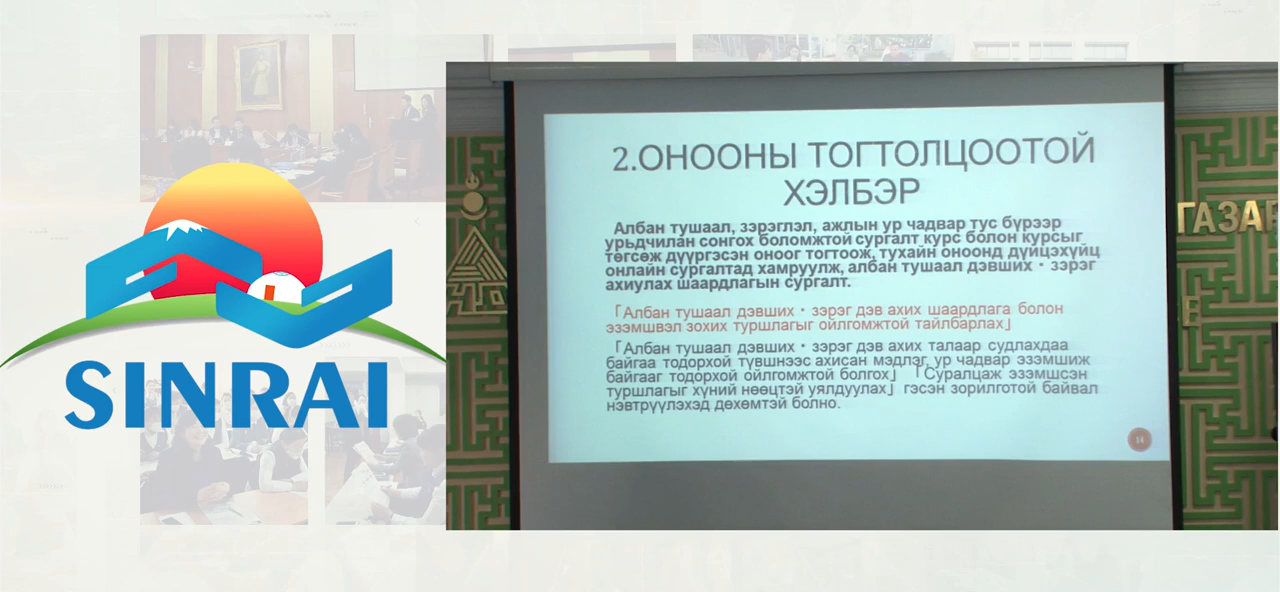 SINRAI
2.ОНООНЫ ТОГТОЛЦООТОЙ
ХЭЛБЭР
Албан тушаал, зэрэглэл, ажлын ур чадвар тус бүрээр
урьдчилан сонгох боломжтой сургалт курс болон курсыг
төгсөж дүүргэсэн оноог тогтоож, тухайн оноонд дүйцэхүйц
онлайн сургалтад хамруулж, албан тушаал дэвших・зэрэг
ахиулах шаардлагын сургалт.
「Албан тушаал дэвших・зэрэг дэв ахих шаардлага болон
эзэмшвэл зохих туршлагыг ойлгомжтой тайлбарлах」
「Албан тушаал дэвших・зэрэг дэв ахих талаар судлахдаа
байгаа тодорхой түвшнээс ахисан мэдлэг, ур чадвар эзэмшиж
байгааг тодорхой ойлгомжтой болгох」「Суралцаж эзэмшсэн
туршлагыг хүний нөөцтэй уялдуулах」гэсэн зорилготой байвал
нэвтрүүлэхэд дөхөмтэй болно.
14
ГАЗАР
Е